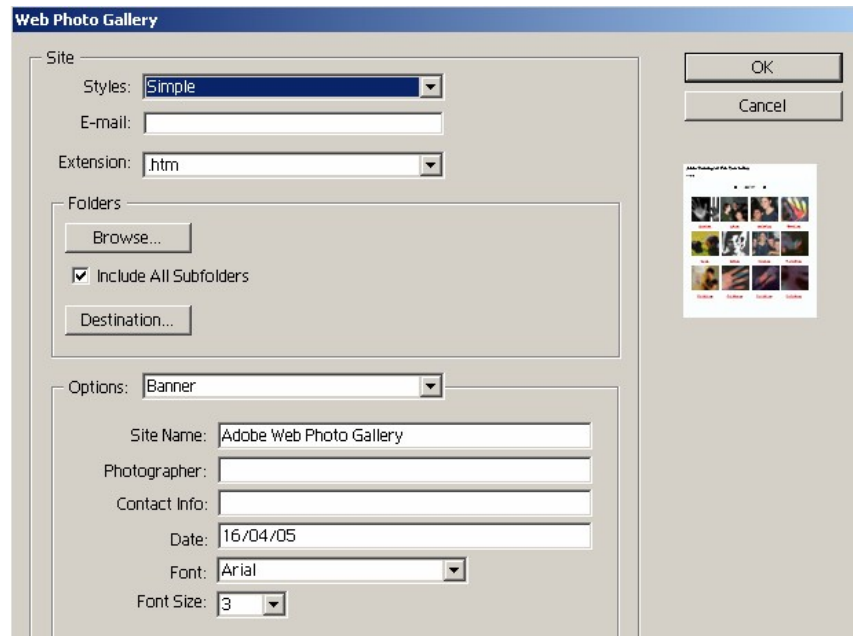 Web Photo Gallery
Site
Styles: Simple
E-mail:
Extension: .htm
Folders
Browse...
Include All Subfolders
Destination...
Options: Banner
Site Name: Adobe Web Photo Gallery
Photographer:
Contact Info:
Date: 16/04/05
Font: Arial
Font Size: 3
OK
Cancel